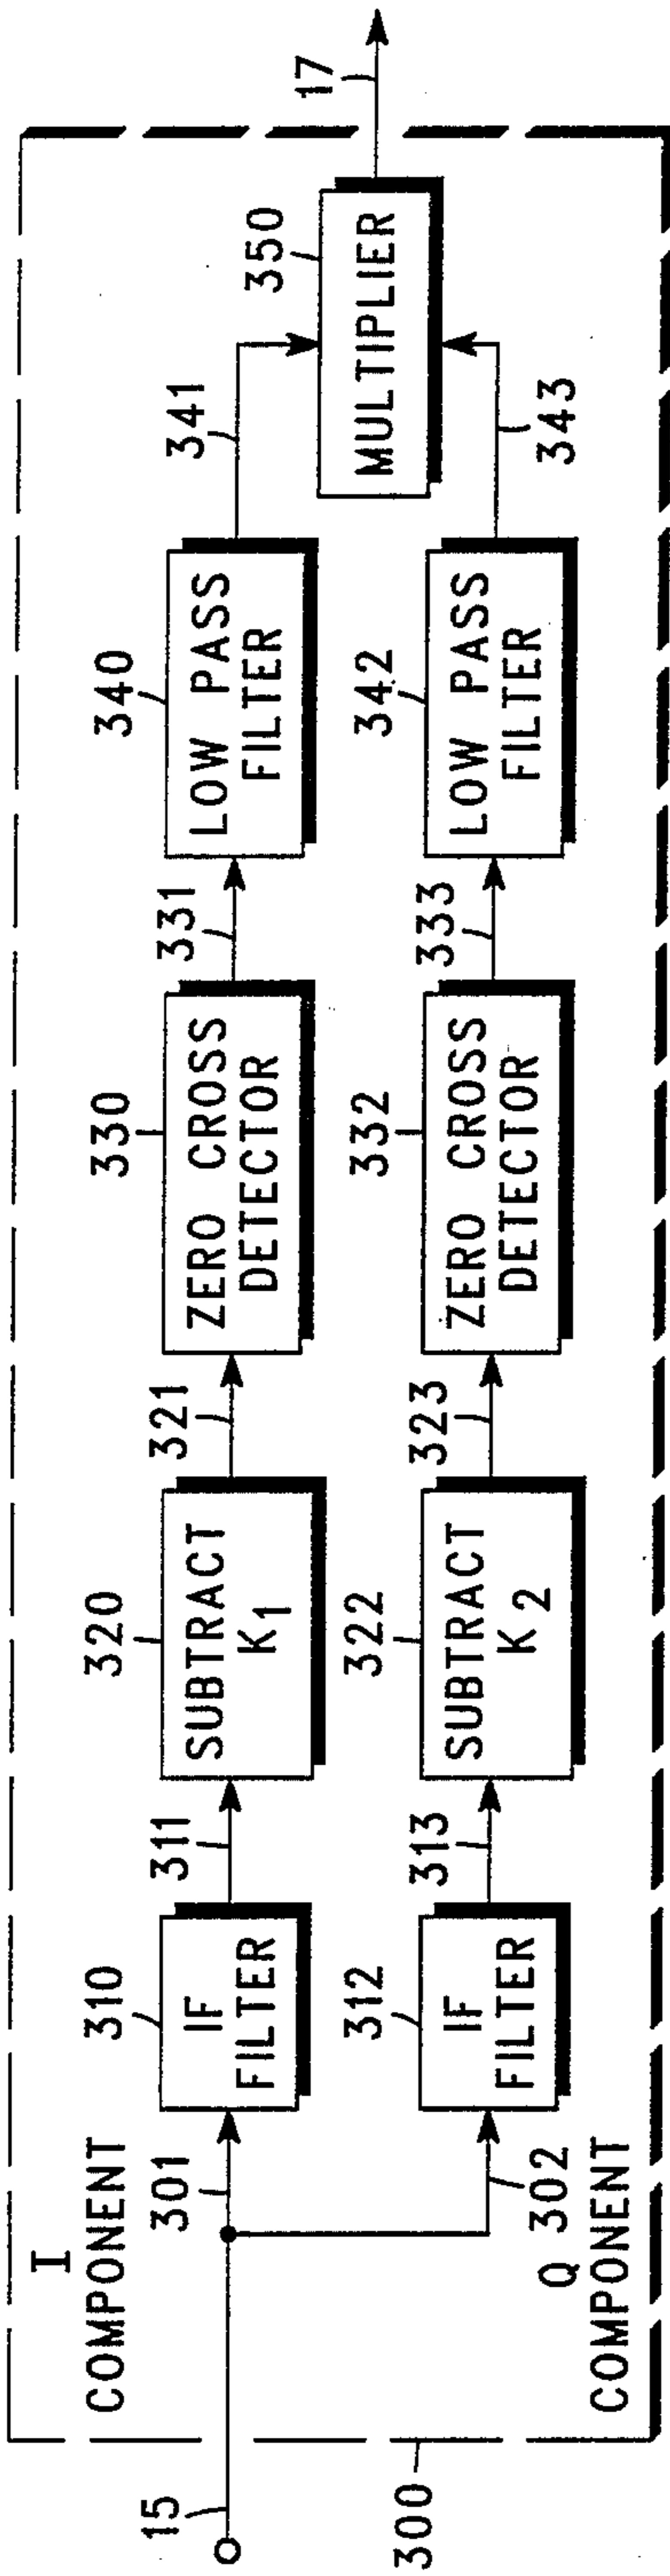 I
COMPONENT
15
301
310
IF
FILTER
311
320
SUBTRACT
K1
321
330
ZERO CROSS
DETECTOR
331
340
LOW PASS
FILTER
341
350
MULTIPLIER
17
300
Q
COMPONENT
302
312
IF
FILTER
313
322
SUBTRACT
K2
323
332
ZERO CROSS
DETECTOR
333
342
LOW PASS
FILTER
343